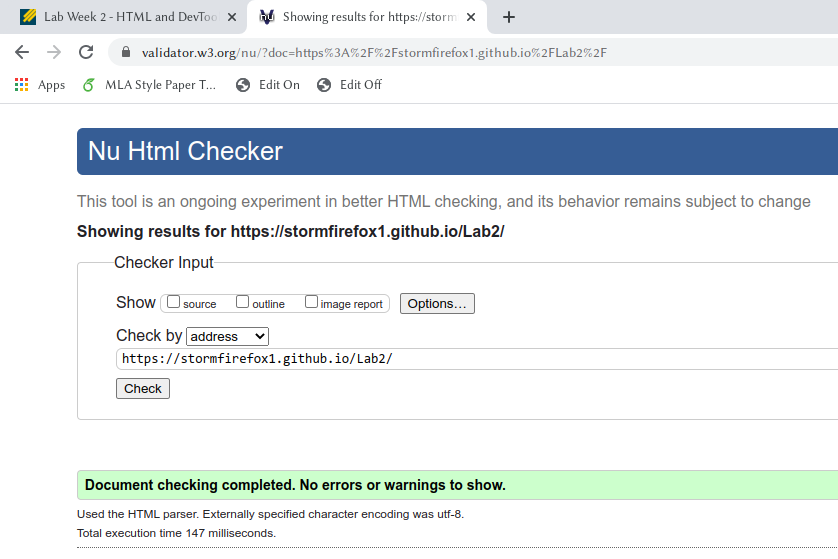 Lab Week 2 - HTML and DevToo
Showing results for https://storm
validator.w3.org/nu/?doc=https%3A%2F%2Fstormfirefox1.github.io%2FLab2%2F
Apps MLA Style Paper T... Edit On Edit Off
Nu Html Checker
This tool is an ongoing experiment in better HTML checking, and its behavior remains subject to change
Showing results for https://stormfirefox1.github.io/Lab2/
Checker Input
Show source outline image report Options...
Check by address
https://stormfirefox1.github.io/Lab2/
Check
Document checking completed. No errors or warnings to show.
Used the HTML parser. Externally specified character encoding was utf-8.
Total execution time 147 milliseconds.